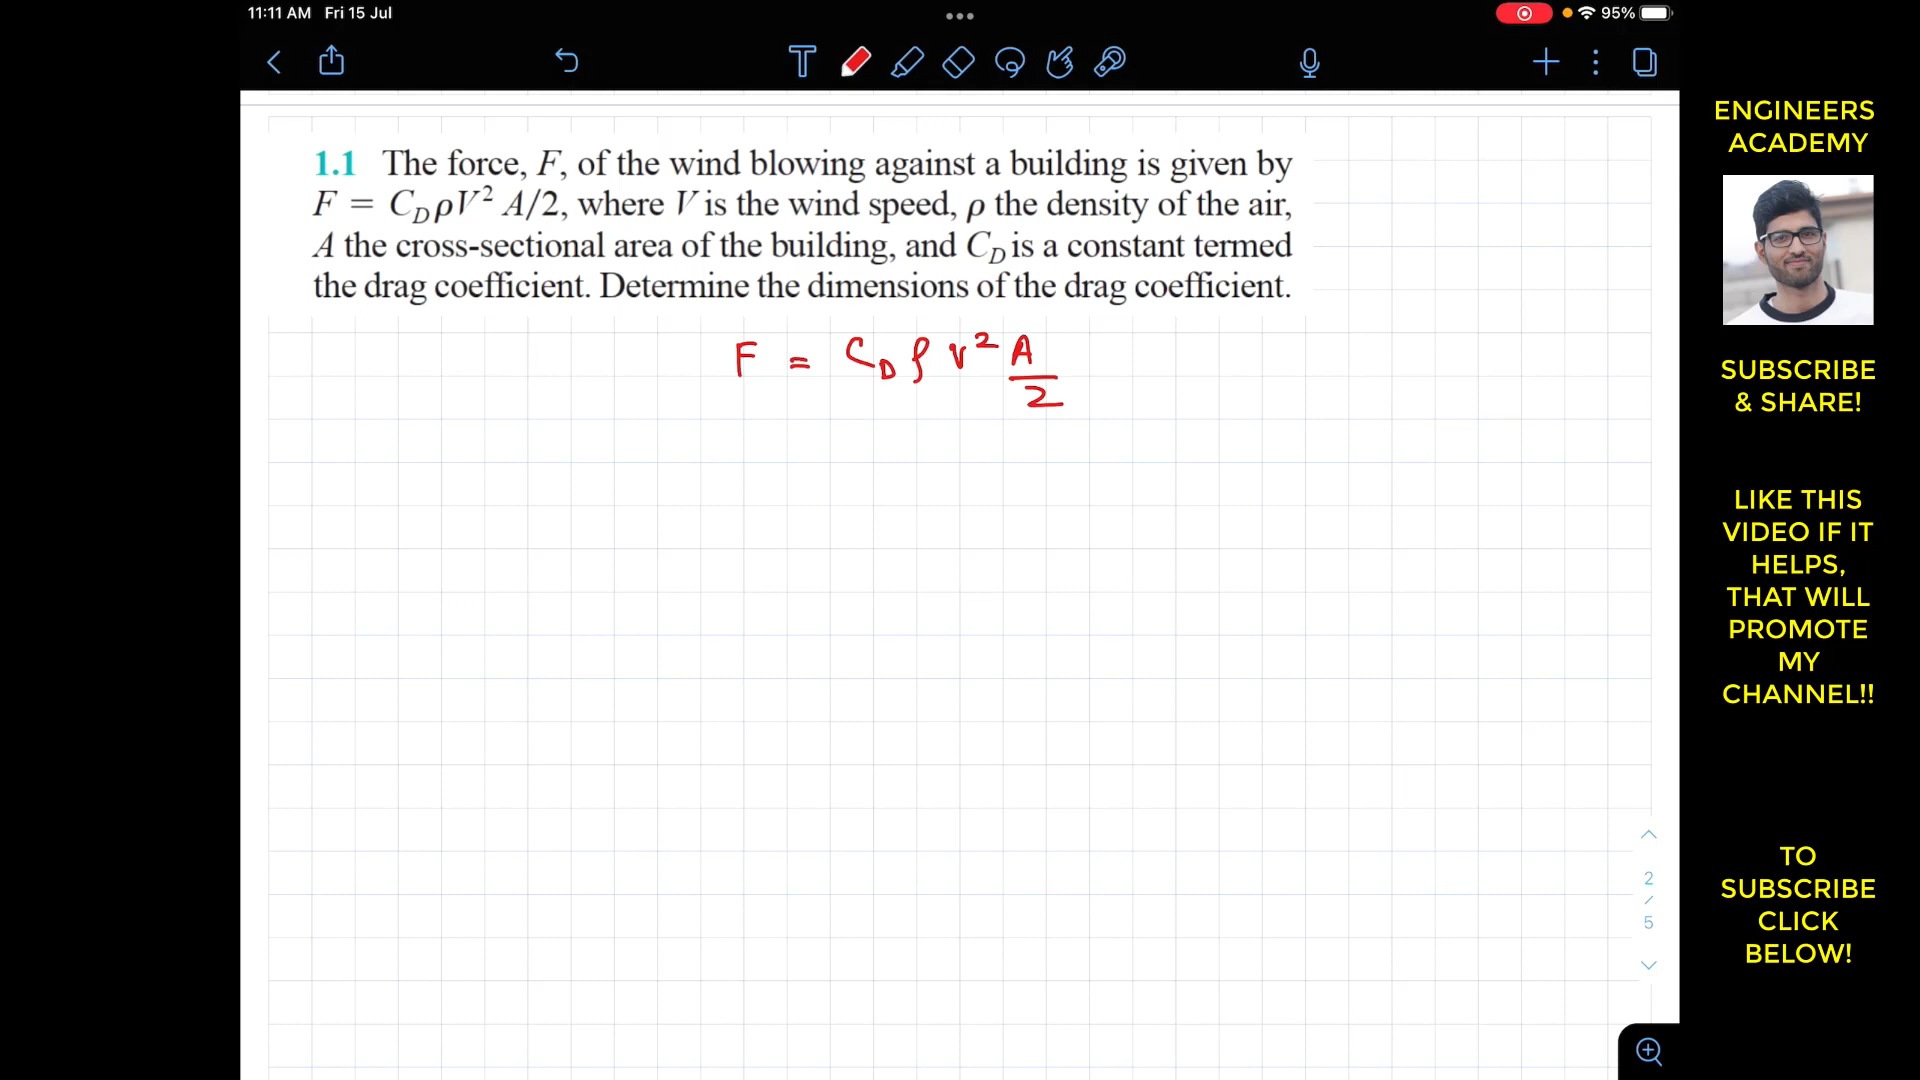 11:11 AM Fri 15 Jul
95%
1.1 The force, F, of the wind blowing against a building is given by
F = C_D ρV² A/2, where V is the wind speed, ρ the density of the air,
A the cross-sectional area of the building, and C_D is a constant termed
the drag coefficient. Determine the dimensions of the drag coefficient.
F = C_D ρ V² A/2
2
/
5
ENGINEERS
ACADEMY
SUBSCRIBE
& SHARE!
LIKE THIS
VIDEO IF IT
HELPS,
THAT WILL
PROMOTE
MY
CHANNEL!!
TO
SUBSCRIBE
CLICK
BELOW!